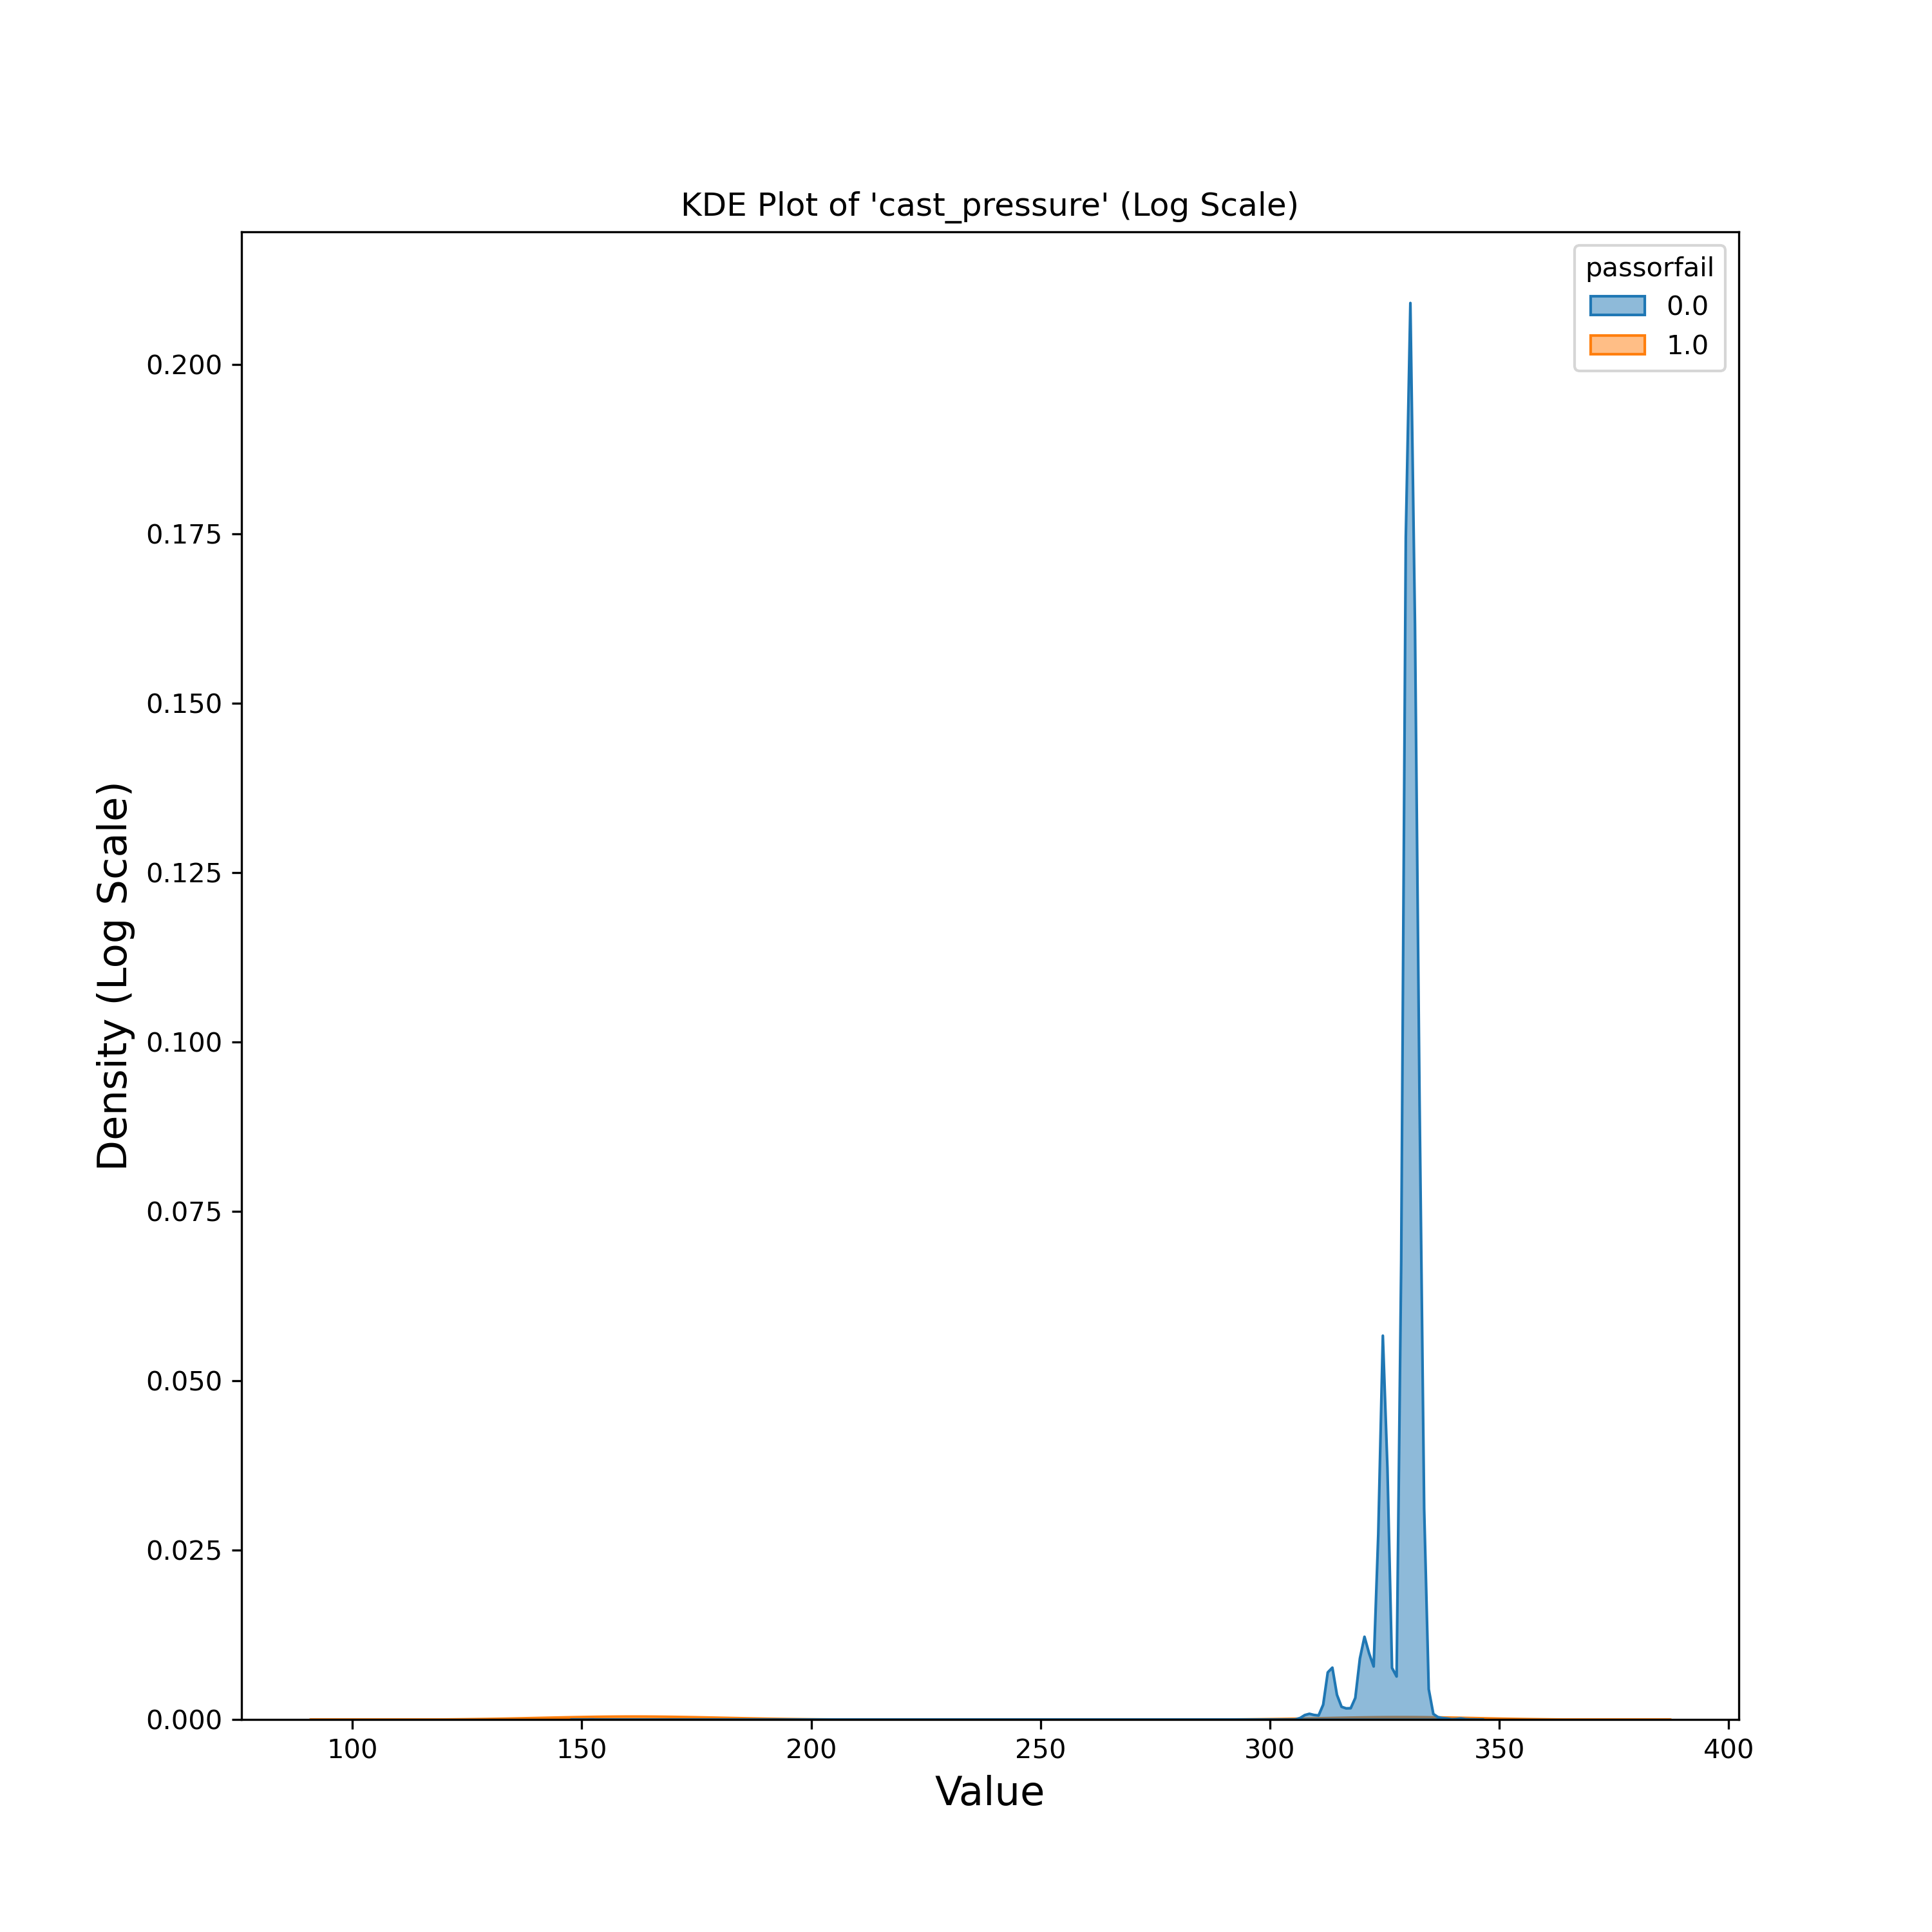 KDE Plot of 'cast_pressure' (Log Scale)
passorfail
0.0
1.0
Density (Log Scale)
0.200
0.175
0.150
0.125
0.100
0.075
0.050
0.025
0.000
100 150 200 250 300 350 400
Value